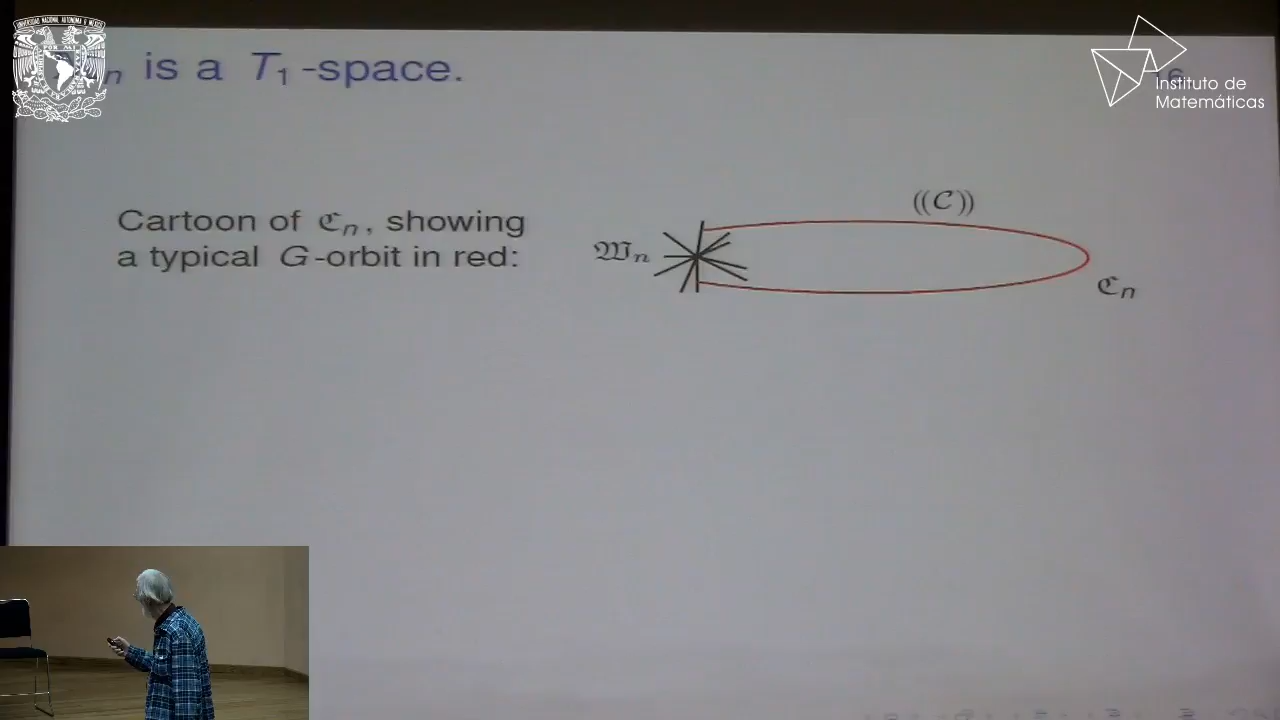 n is a T₁-space.
Instituto de
Matemáticas
Cartoon of 𝕮n, showing
a typical G-orbit in red:
𝔚n
((𝒞))
𝕮n